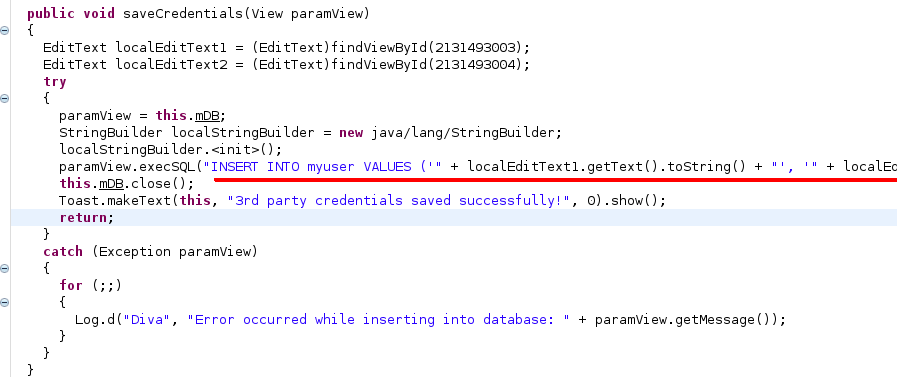 public void saveCredentials(View paramView)
{
EditText localEditText1 = (EditText)findViewById(2131493003);
EditText localEditText2 = (EditText)findViewById(2131493004);
try
{
paramView = this.mDB;
StringBuilder localStringBuilder = new java/lang/StringBuilder;
localStringBuilder.<init>();
paramView.execSQL("INSERT INTO myuser VALUES ('" + localEditText1.getText().toString() + "', '" + localEd
this.mDB.close();
Toast.makeText(this, "3rd party credentials saved successfully!", 0).show();
return;
}
catch (Exception paramView)
{
for (;;)
{
Log.d("Diva", "Error occurred while inserting into database: " + paramView.getMessage());
}
}
}